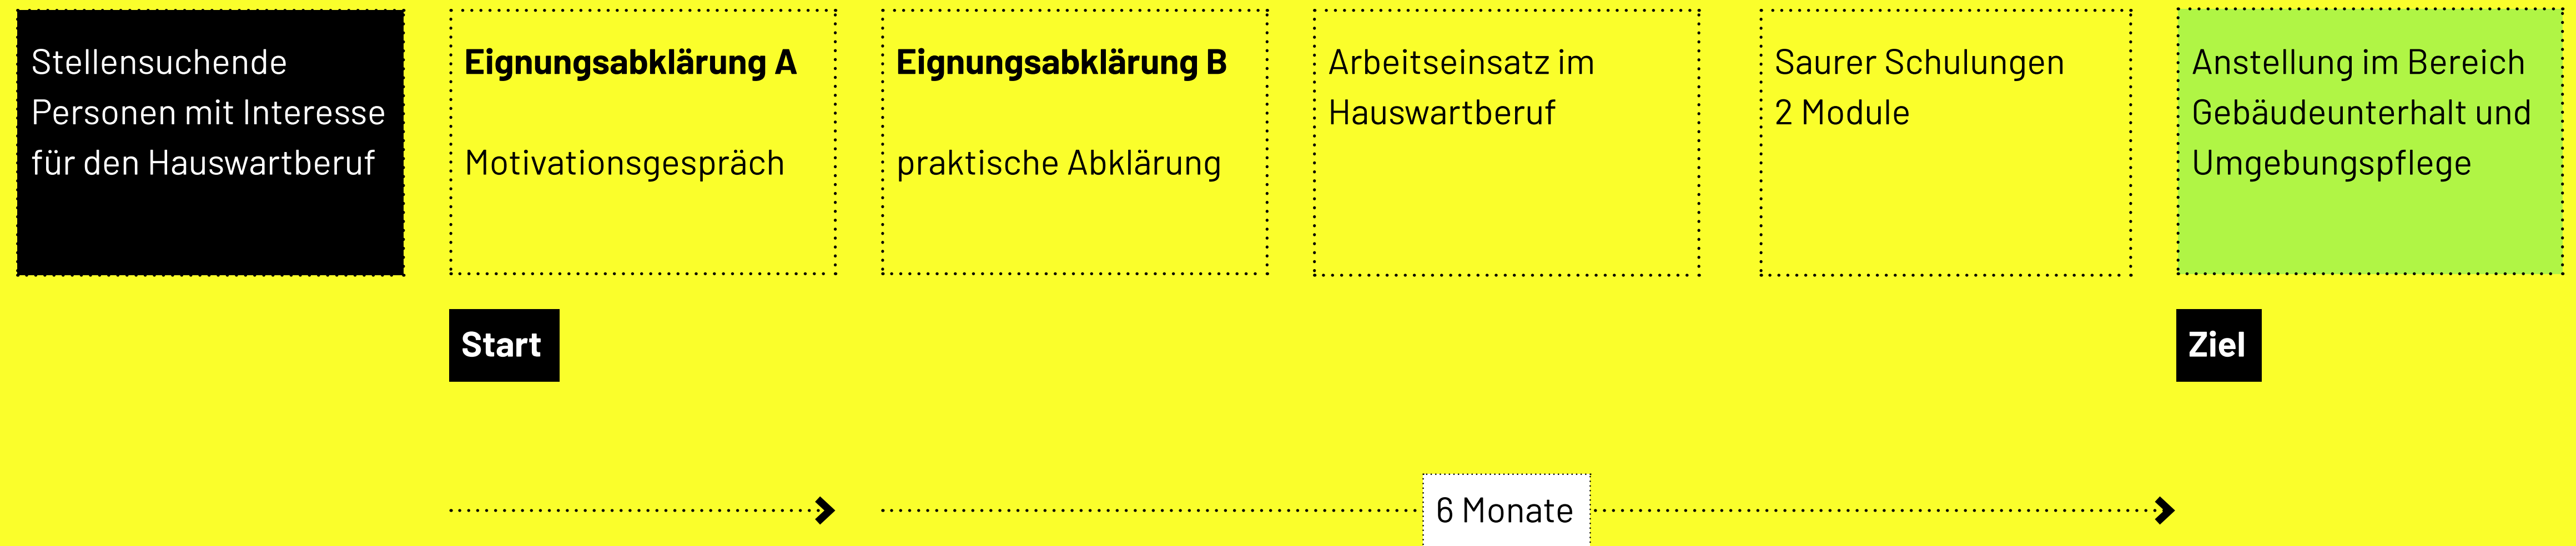 Stellensuchende
Personen mit Interesse
für den Hauswartberuf
Eignungsabklärung A
Motivationsgespräch
Eignungsabklärung B
praktische Abklärung
Arbeitseinsatz im
Hauswartberuf
Saurer Schulungen
2 Module
Anstellung im Bereich
Gebäudeunterhalt und
Umgebungspflege
Start
Ziel
6 Monate